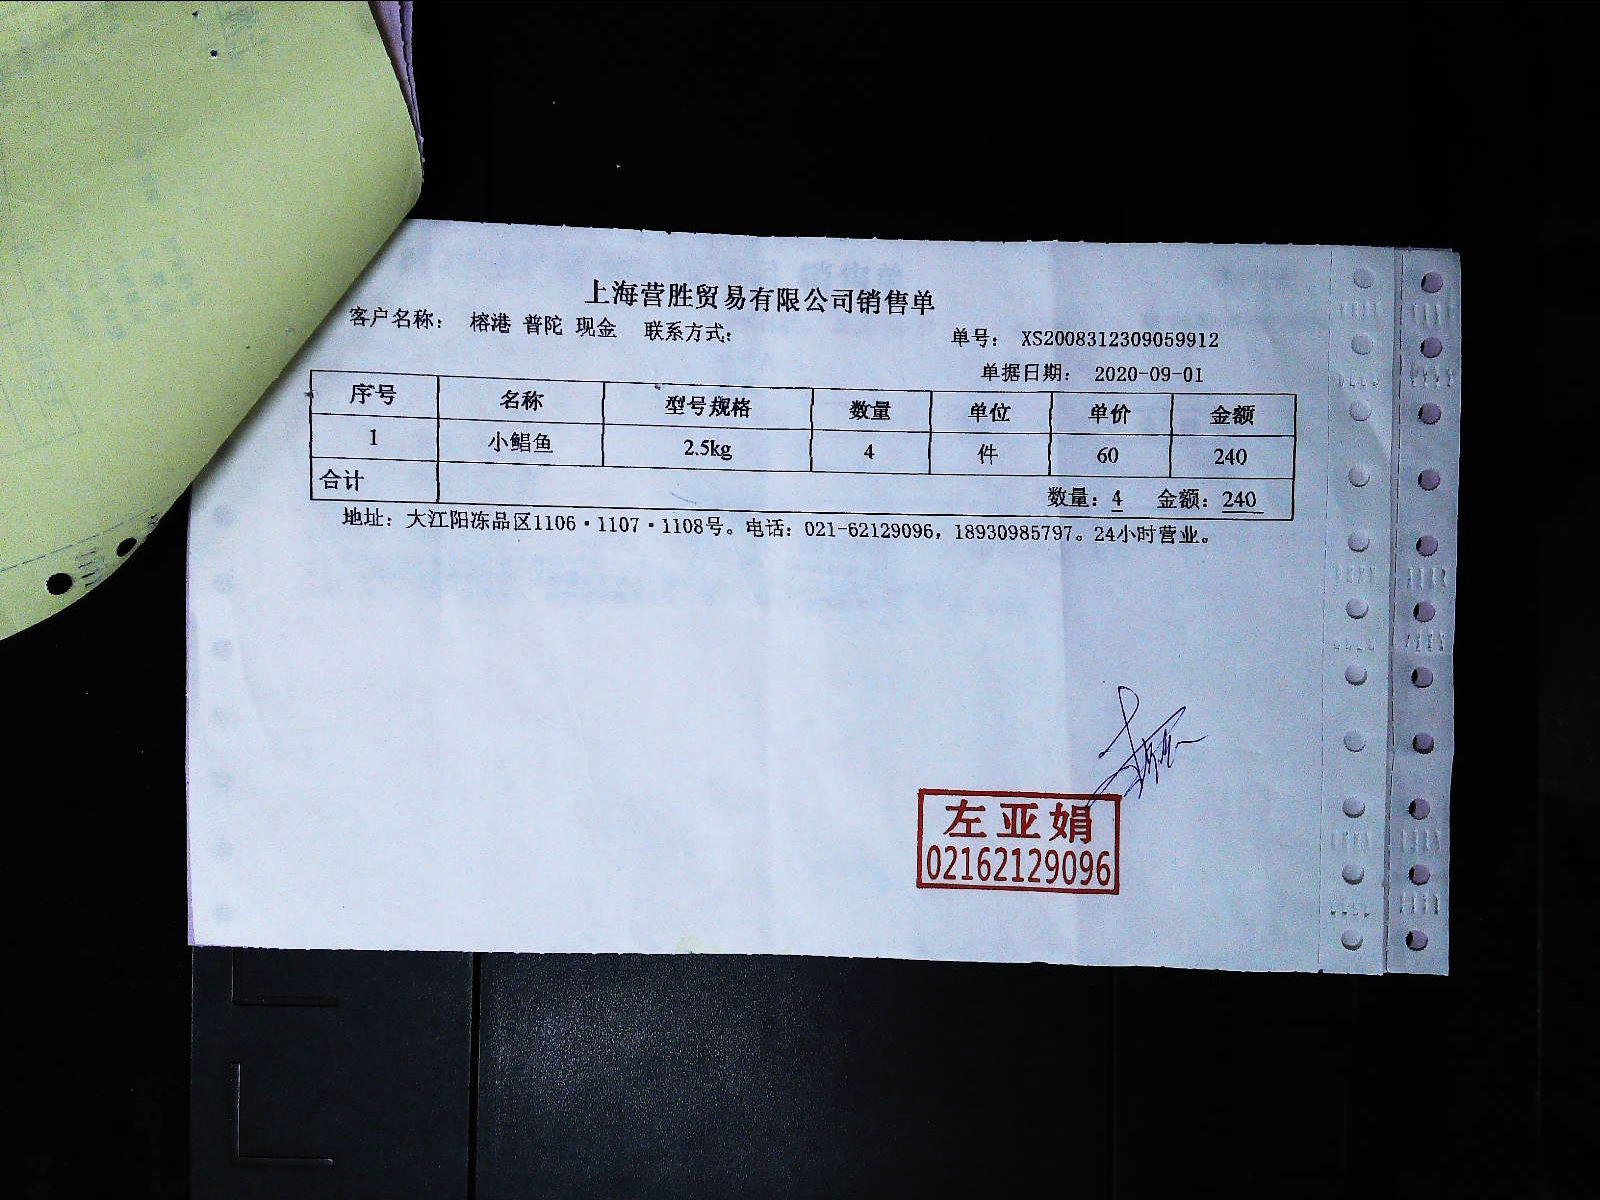 上海营胜贸易有限公司销售单
客户名称： 榕港 普陀 现金 联系方式：
单号： XS2008312309059912
单据日期： 2020-09-01
序号 名称 型号规格 数量 单位 单价 金额
1 小鲳鱼 2.5kg 4 件 60 240
合计 数量：4 金额：240
地址：大江阳冻品区1106·1107·1108号。电话：021-62129096，18930985797。24小时营业。
左亚娟
02162129096